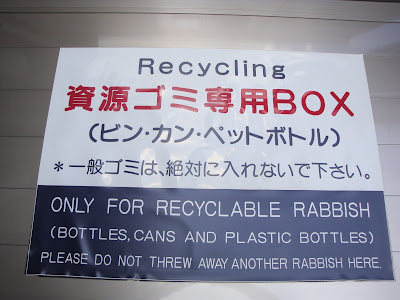 Recycling
資源ゴミ専用BOX
（ビン・カン・ペットボトル）
＊一般ゴミは、絶対に入れないで下さい。
ONLY FOR RECYCLABLE RABBISH
(BOTTLES, CANS AND PLASTIC BOTTLES)
PLEASE DO NOT THREW AWAY ANOTHER RABBISH HERE.